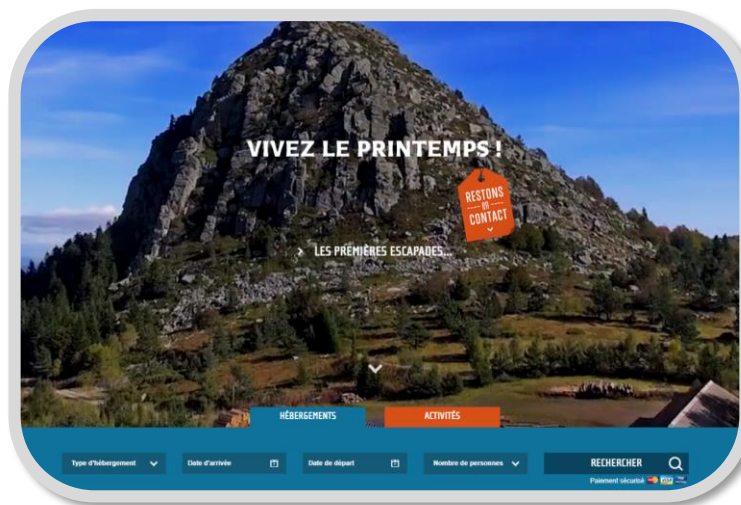 VIVEZ LE PRINTEMPS !
RESTONS
en
CONTACT
> LES PREMIÈRES ESCAPADES...
HÉBERGEMENTS
ACTIVITÉS
Type d'hébergement
Date d'arrivée
Date de départ
Nombre de personnes
RECHERCHER
Paiement sécurisé